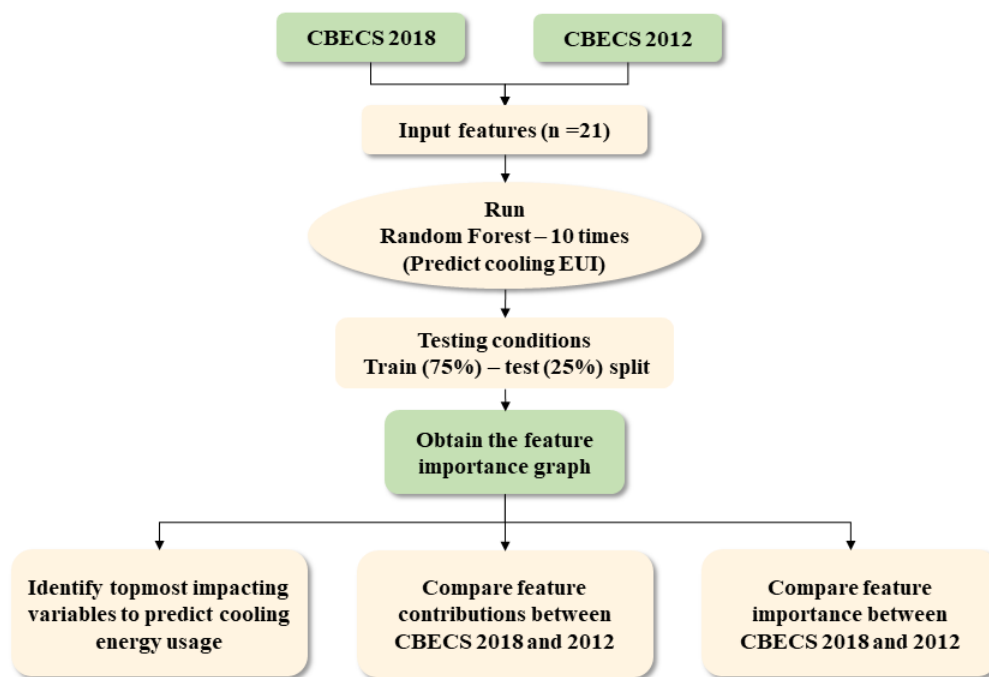 CBECS 2018
CBECS 2012
Input features (n =21)
Run
Random Forest – 10 times
(Predict cooling EUI)
Testing conditions
Train (75%) – test (25%) split
Obtain the feature
importance graph
Identify topmost impacting
variables to predict cooling
energy usage
Compare feature
contributions between
CBECS 2018 and 2012
Compare feature
importance between
CBECS 2018 and 2012